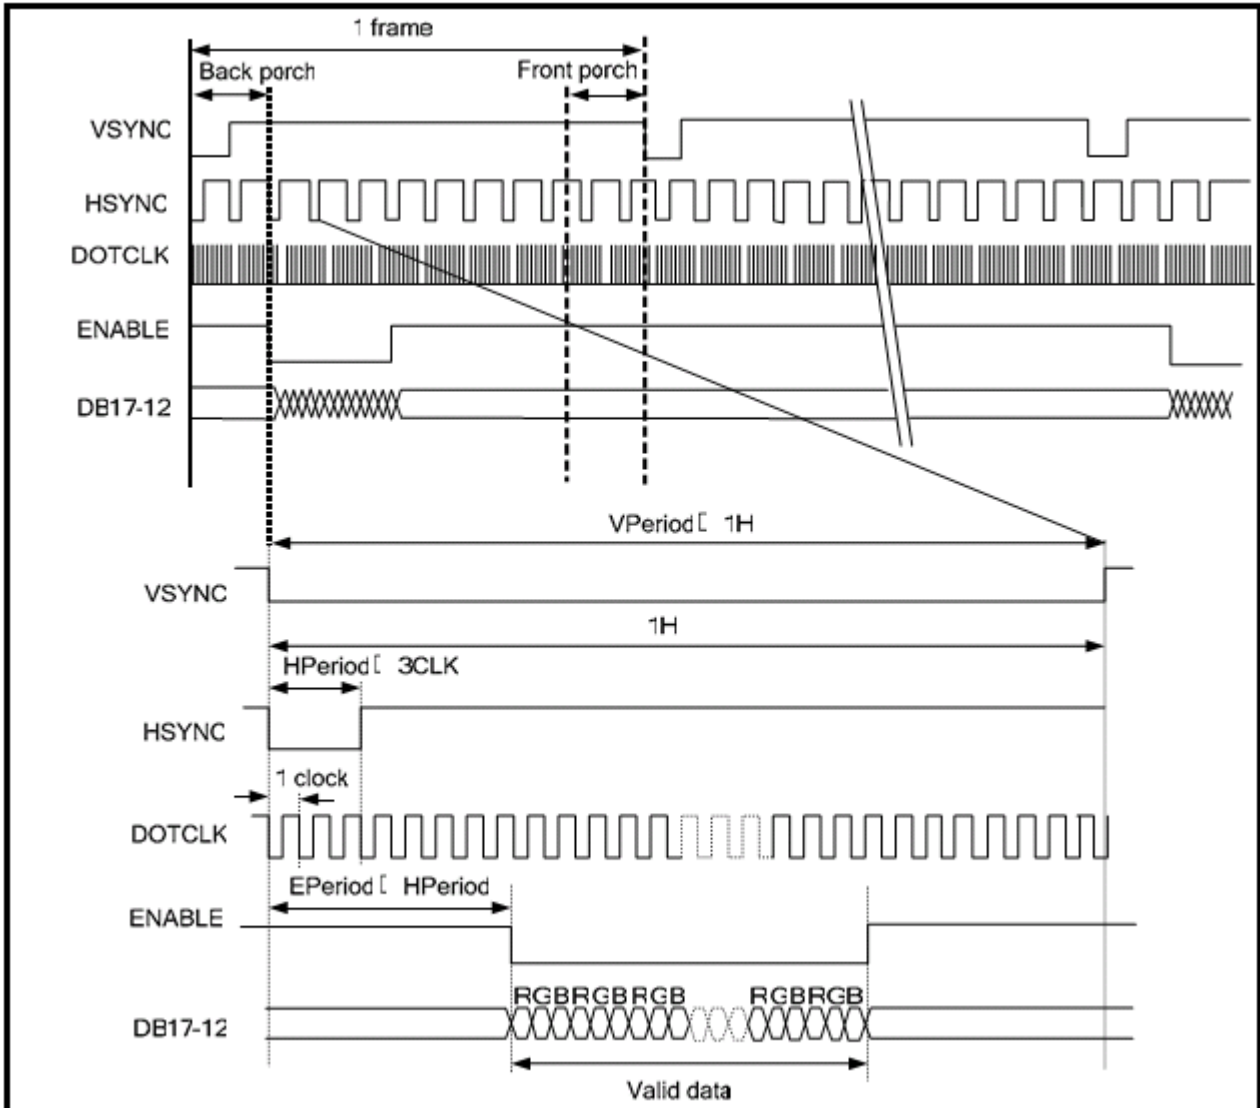 1 frame
Back porch
Front porch
VSYNC
HSYNC
DOTCLK
ENABLE
DB17-12
VPeriod[ 1H
VSYNC
1H
HPeriod[ 3CLK
HSYNC
1 clock
DOTCLK
EPeriod[ HPeriod
ENABLE
RGBRGBRGB RGBRGB
DB17-12
Valid data